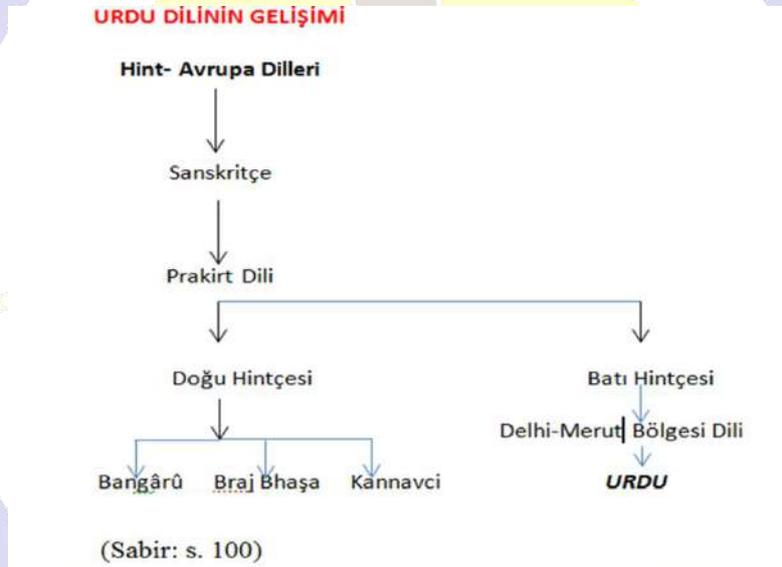 URDU DİLİNİN GELİŞİMİ
Hint- Avrupa Dilleri
Sanskritçe
Prakirt Dili
Doğu Hintçesi
Batı Hintçesi
Delhi-Merut Bölgesi Dili
Bangârû Braj Bhaşa Kannavci
URDU
(Sabir: s. 100)